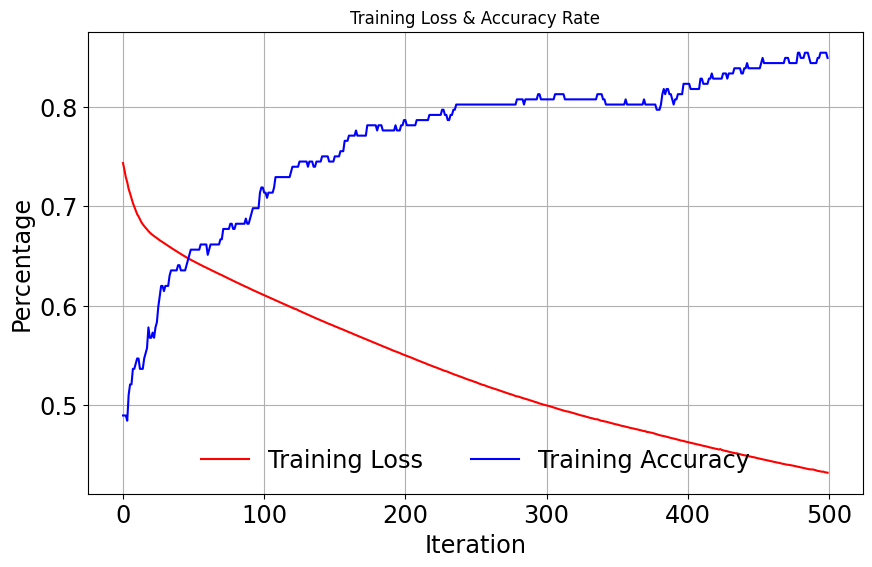 Training Loss & Accuracy Rate
Percentage
0.8
0.7
0.6
0.5
Training Loss Training Accuracy
0 100 200 300 400 500
Iteration